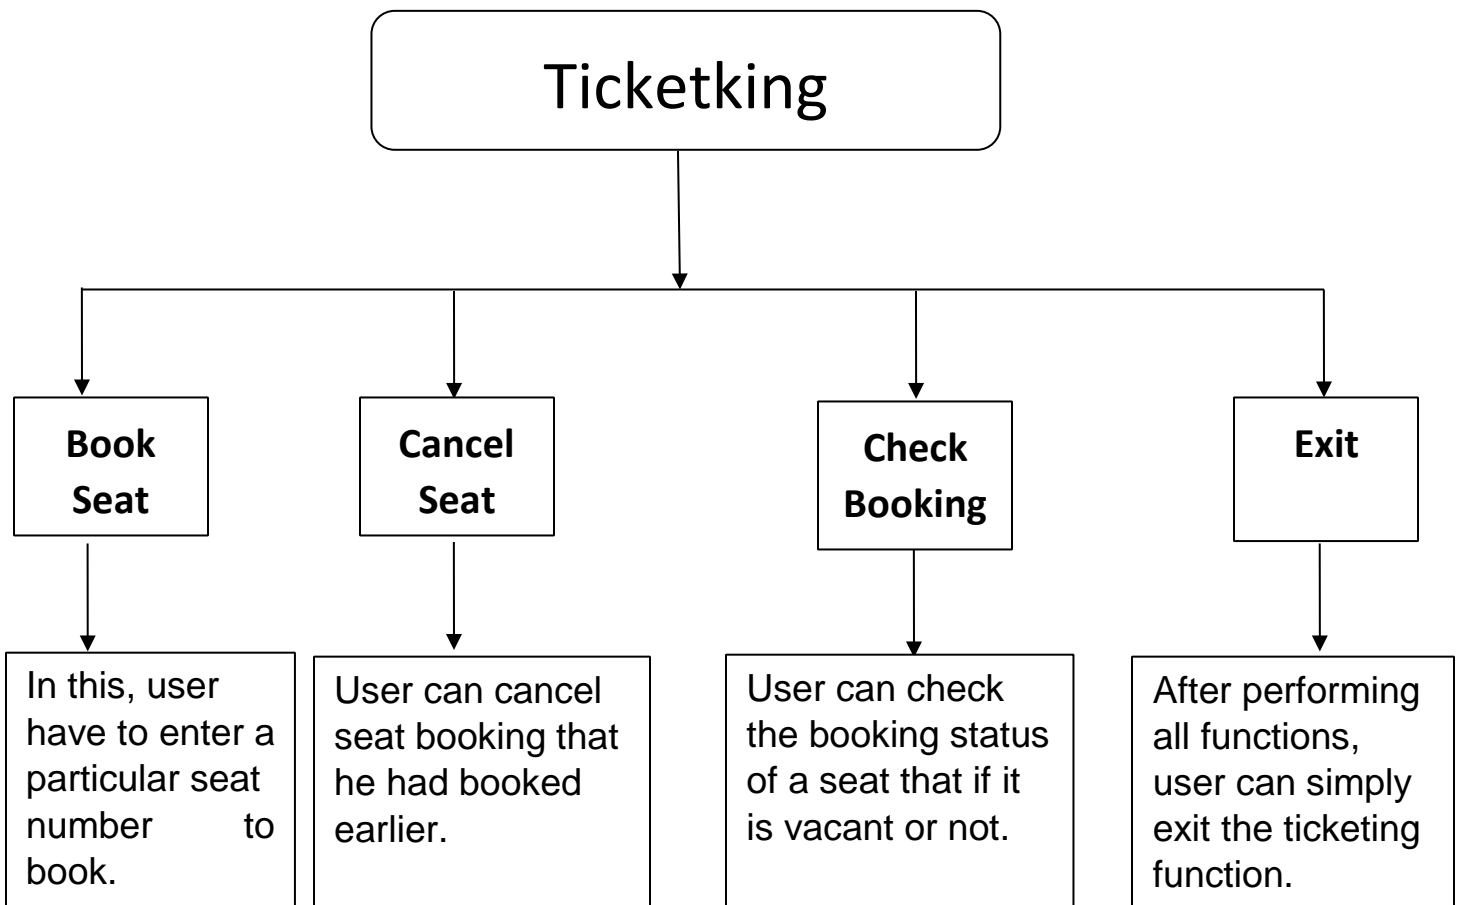 Ticketking
Book
Seat
Cancel
Seat
Check
Booking
Exit
In this, user
have to enter a
particular seat
number to
book.
User can cancel
seat booking that
he had booked
earlier.
User can check
the booking status
of a seat that if it
is vacant or not.
After performing
all functions,
user can simply
exit the ticketing
function.